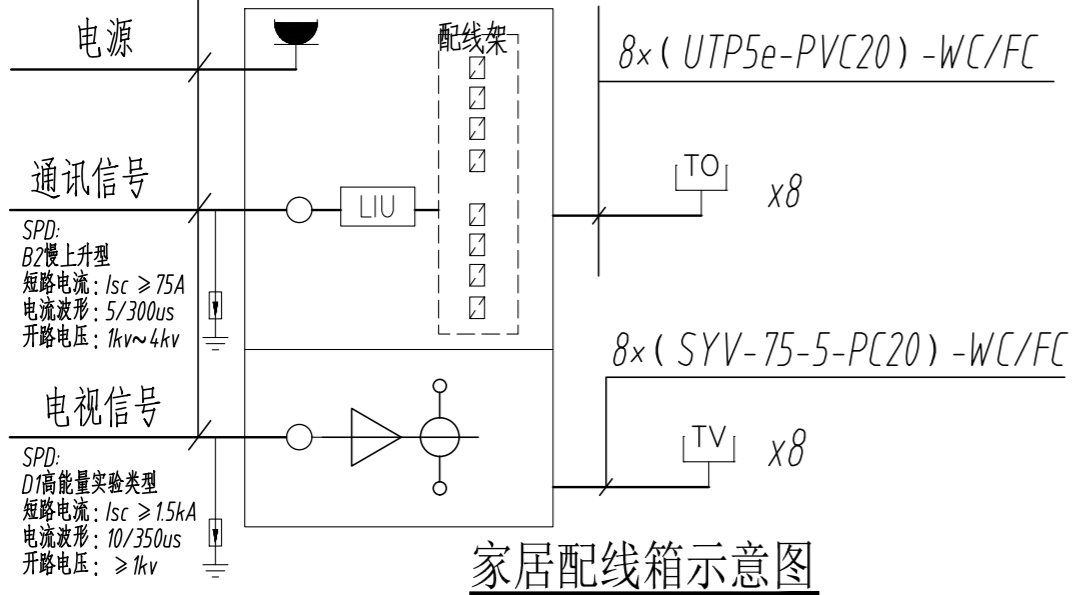 电源
配线架
8×(UTP5e-PVC20)-WC/FC
通讯信号
LIU
TO
x8
SPD:
B2慢上升型
短路电流:Isc≥75A
电流波形:5/300us
开路电压:1kv~4kv
8×(SYV-75-5-PC20)-WC/FC
电视信号
TV
x8
SPD:
D1高能量实验类型
短路电流:Isc≥1.5kA
电流波形:10/350us
开路电压:≥1kv
家居配线箱示意图